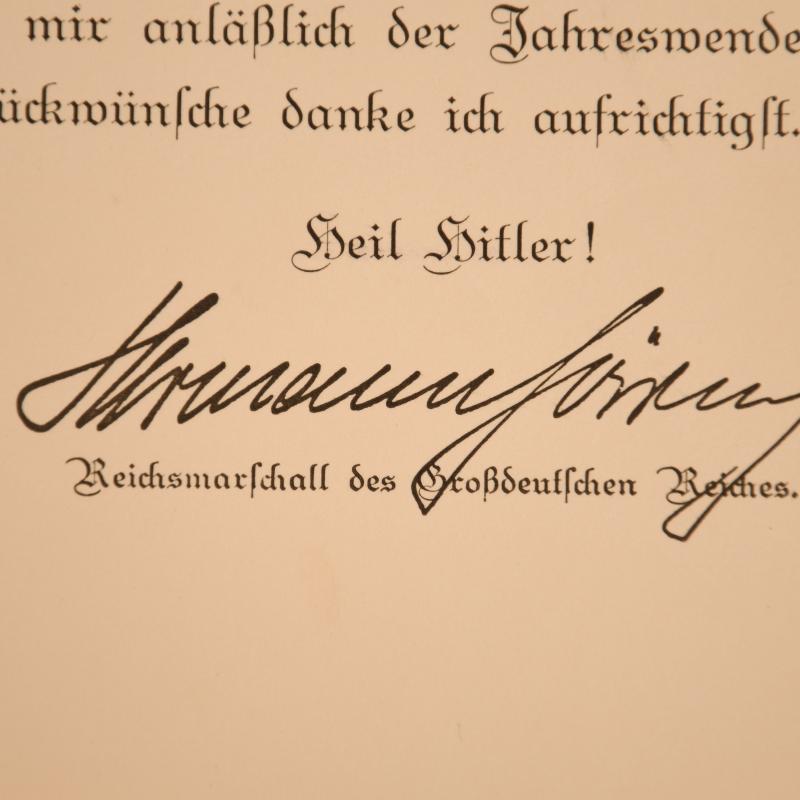 mir anläßlich der Jahreswende
ückwünsche danke ich aufrichtigst.
Heil Hitler!
Hermann Göring
Reichsmarschall des Großdeutschen Reiches.